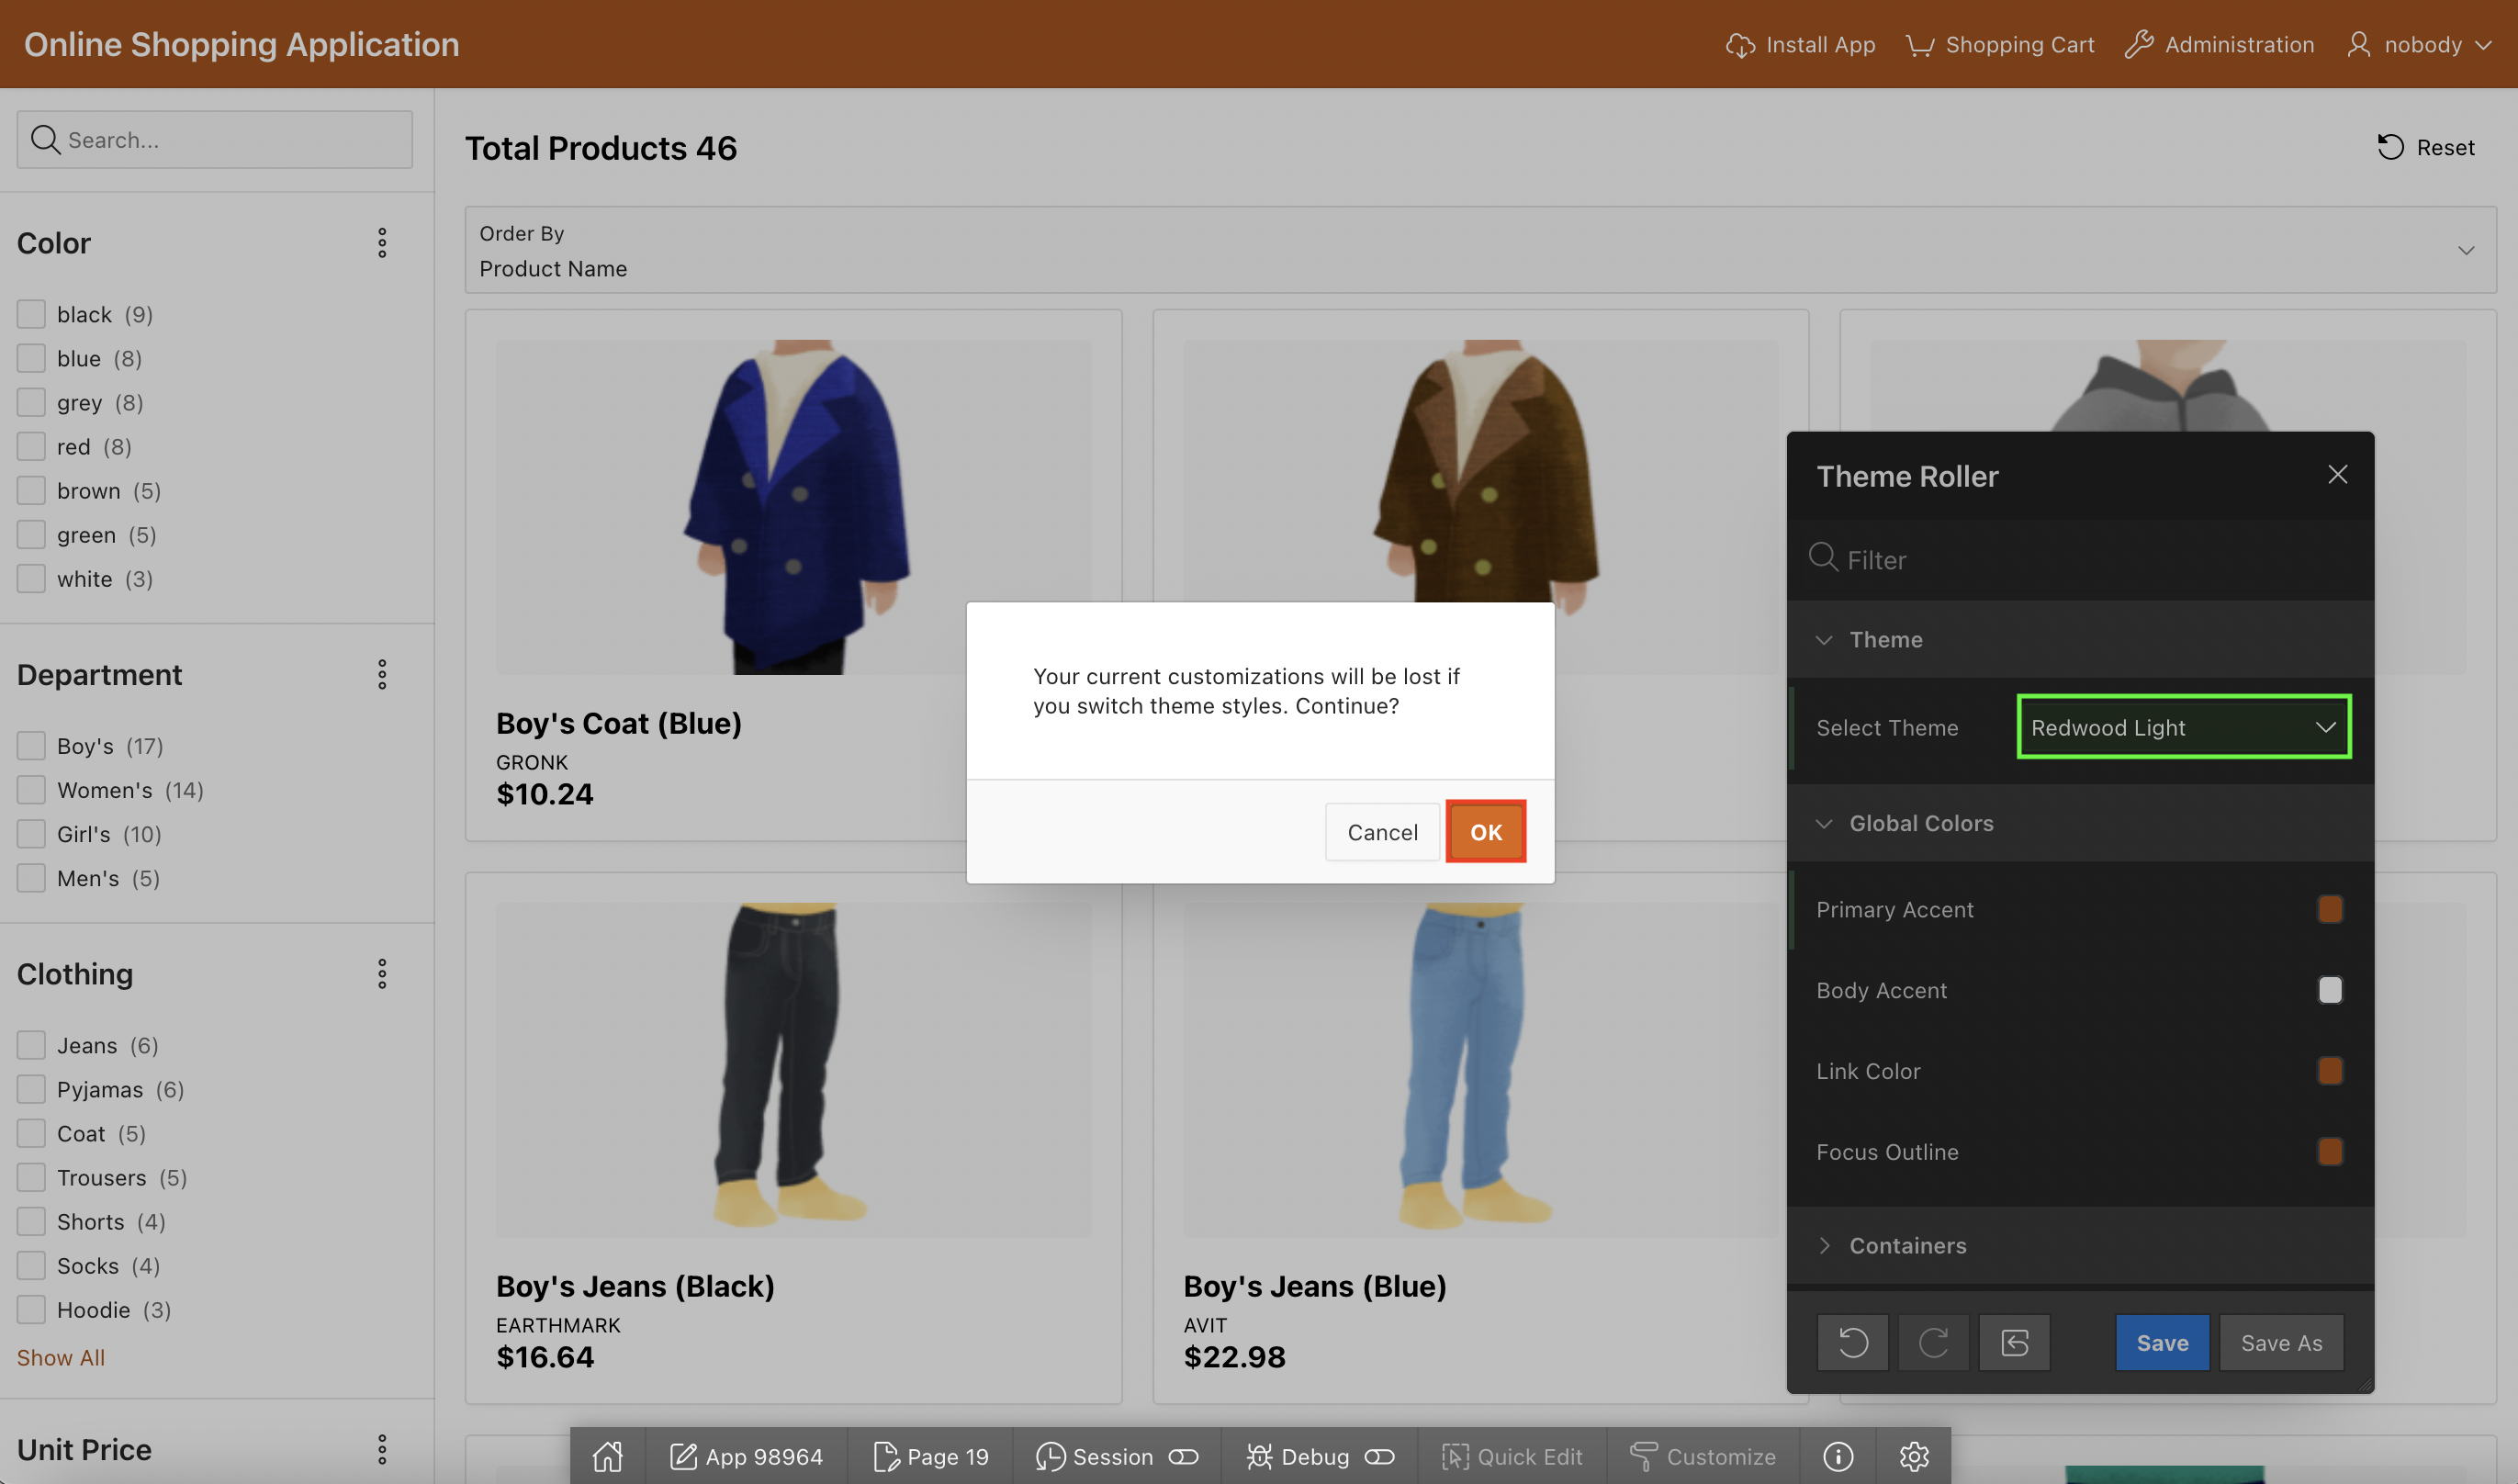 Online Shopping Application
Install App
Shopping Cart
Administration
nobody
Search...
Color
black (9)
blue (8)
grey (8)
red (8)
brown (5)
green (5)
white (3)
Department
Boy's (17)
Women's (14)
Girl's (10)
Men's (5)
Clothing
Jeans (6)
Pyjamas (6)
Coat (5)
Trousers (5)
Shorts (4)
Socks (4)
Hoodie (3)
Show All
Unit Price
Total Products 46
Reset
Order By
Product Name
Boy's Coat (Blue)
GRONK
$10.24
Boy's Jeans (Black)
EARTHMARK
$16.64
Boy's Jeans (Blue)
AVIT
$22.98
Your current customizations will be lost if
you switch theme styles. Continue?
Cancel
OK
Theme Roller
Filter
Theme
Select Theme
Redwood Light
Global Colors
Primary Accent
Body Accent
Link Color
Focus Outline
Containers
Save
Save As
App 98964
Page 19
Session
Debug
Quick Edit
Customize